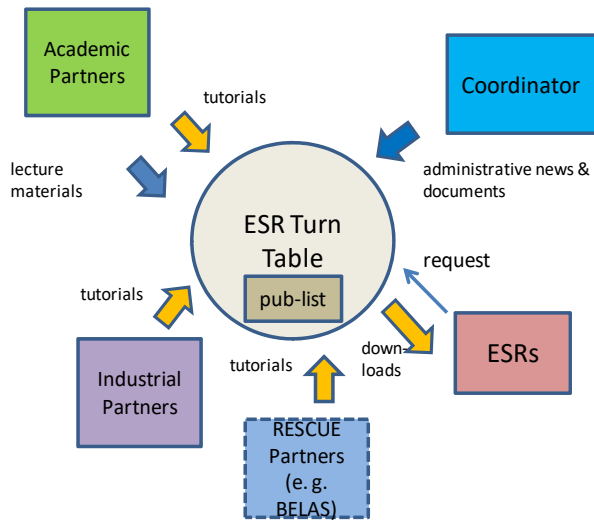 Academic
Partners
tutorials
Coordinator
lecture
materials
administrative news &
documents
ESR Turn
Table
pub-list
request
tutorials
Industrial
Partners
tutorials
down-
loads
ESRs
RESCUE
Partners
(e. g.
BELAS)